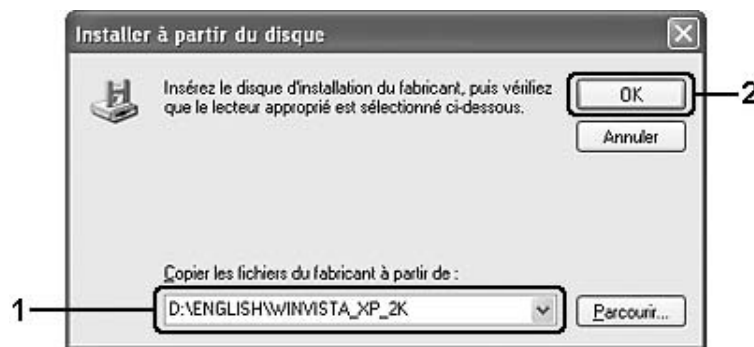 Installer à partir du disque
Insérez le disque d'installation du fabricant, puis vérifiez
que le lecteur approprié est sélectionné ci-dessous.
OK
2
Annuler
Copier les fichiers du fabricant à partir de :
1
D:\ENGLISH\WINVISTA_XP_2K
Parcourir...